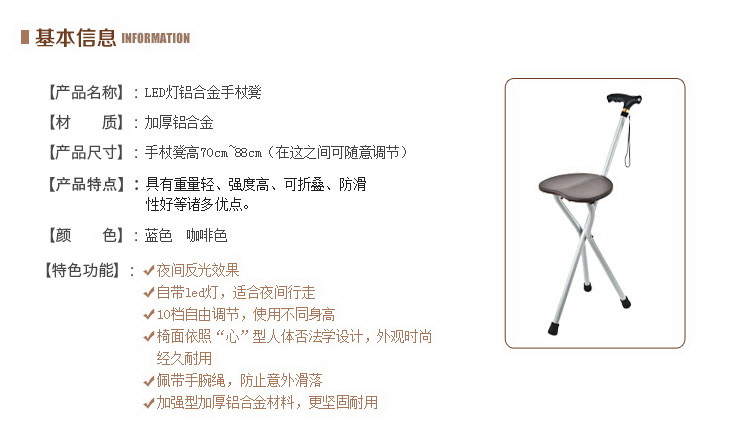 基本信息 INFORMATION
【产品名称】：LED灯铝合金手杖凳
【材　　质】：加厚铝合金
【产品尺寸】：手杖凳高70cm~88cm（在这之间可随意调节）
【产品特点】：具有重量轻、强度高、可折叠、防滑
性好等诸多优点。
【颜　　色】：蓝色　咖啡色
【特色功能】：✓夜间反光效果
✓自带led灯，适合夜间行走
✓10档自由调节，使用不同身高
✓椅面依照“心”型人体否法学设计，外观时尚
经久耐用
✓佩带手腕绳，防止意外滑落
✓加强型加厚铝合金材料，更坚固耐用